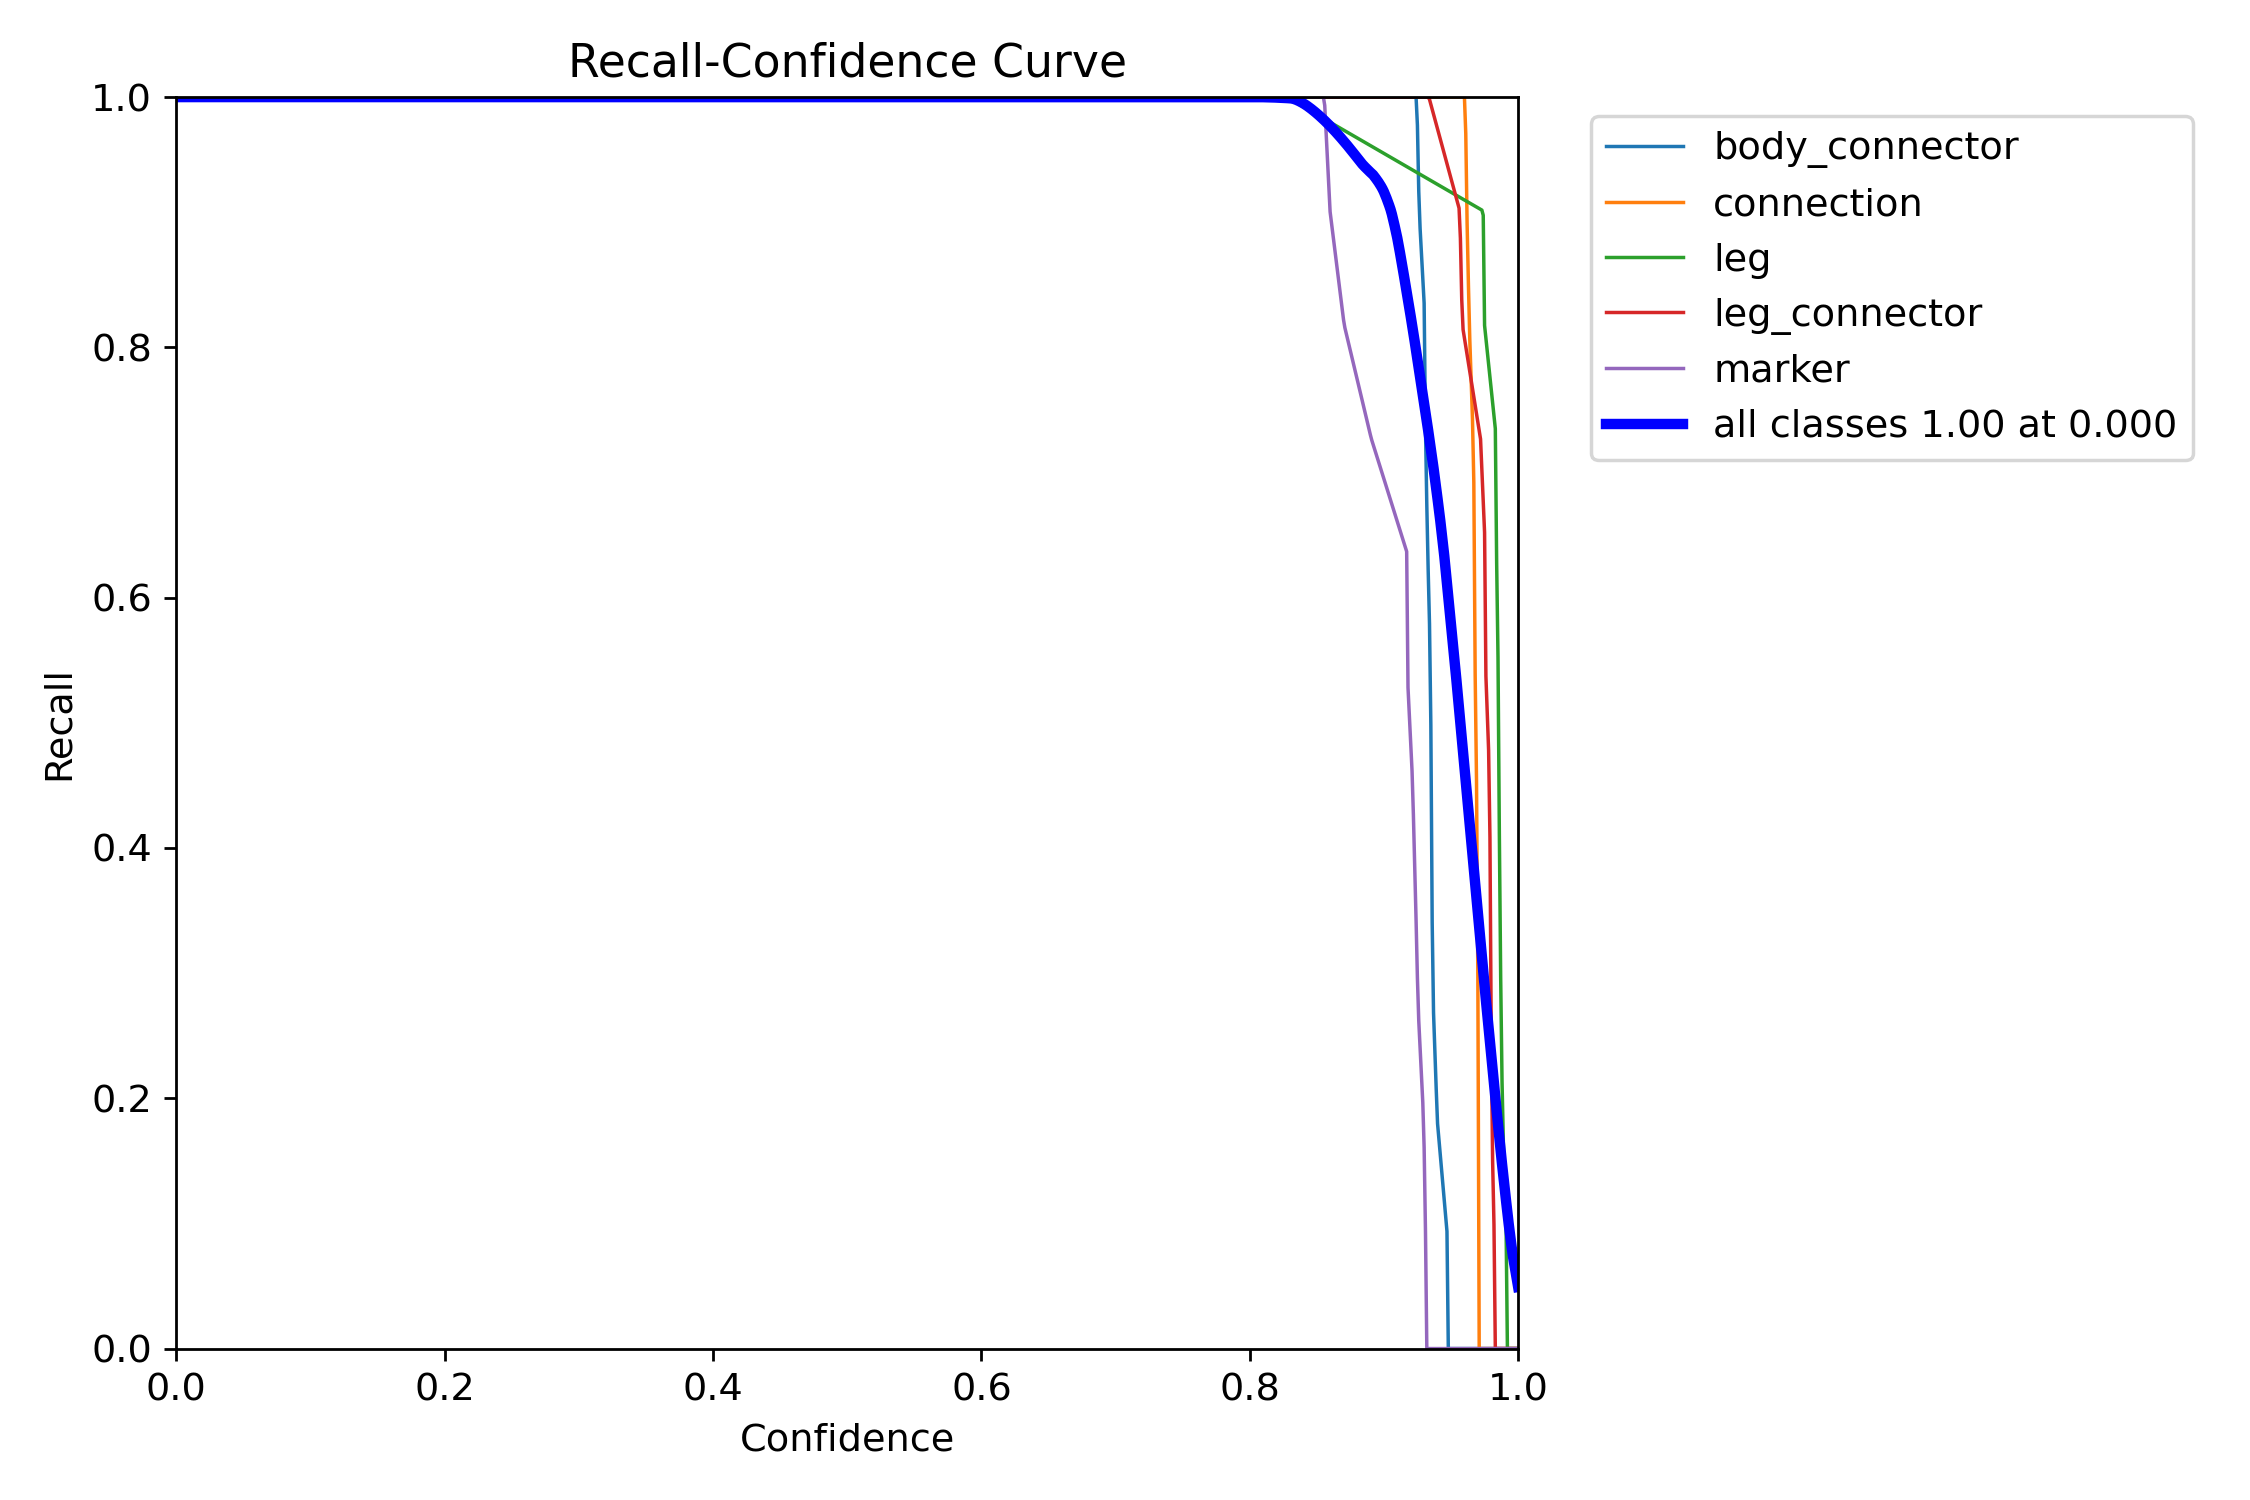 Recall-Confidence Curve
1.0
0.8
0.6
0.4
0.2
0.0
Recall
0.0 0.2 0.4 0.6 0.8 1.0
Confidence
body_connector
connection
leg
leg_connector
marker
all classes 1.00 at 0.000